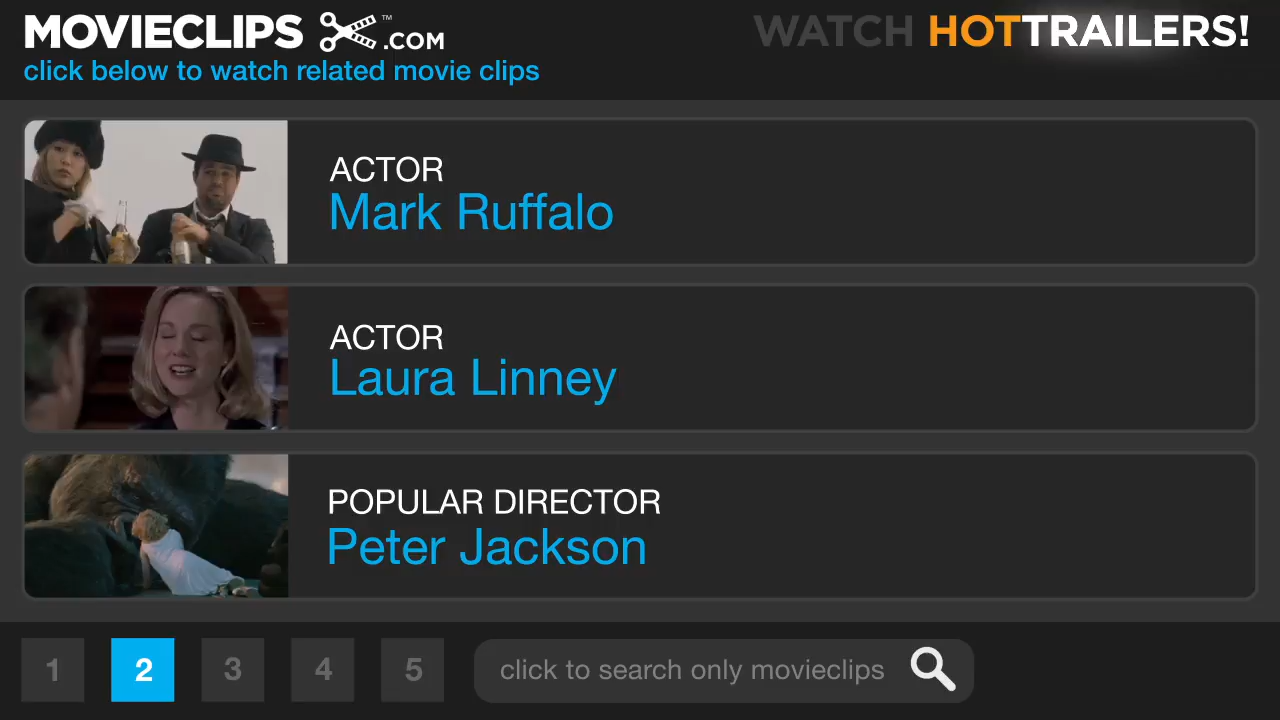 MOVIECLIPS ™ .COM
WATCH HOTTRAILERS!
click below to watch related movie clips
ACTOR
Mark Ruffalo
ACTOR
Laura Linney
POPULAR DIRECTOR
Peter Jackson
1 2 3 4 5
click to search only movieclips